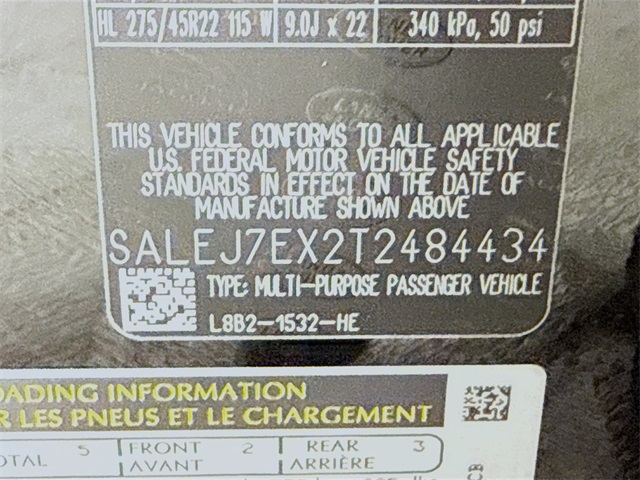 HL 275/45R22 115 W 9.0J x 22 340 kPa, 50 psi
THIS VEHICLE CONFORMS TO ALL APPLICABLE
U.S. FEDERAL MOTOR VEHICLE SAFETY
STANDARDS IN EFFECT ON THE DATE OF
MANUFACTURE SHOWN ABOVE
SALEJ7EX2T2484434
TYPE: MULTI-PURPOSE PASSENGER VEHICLE
L8B2-1532-HE
OADING INFORMATION
R LES PNEUS ET LE CHARGEMENT
OTAL 5 FRONT 2 REAR 3
AVANT ARRIÈRE
CB